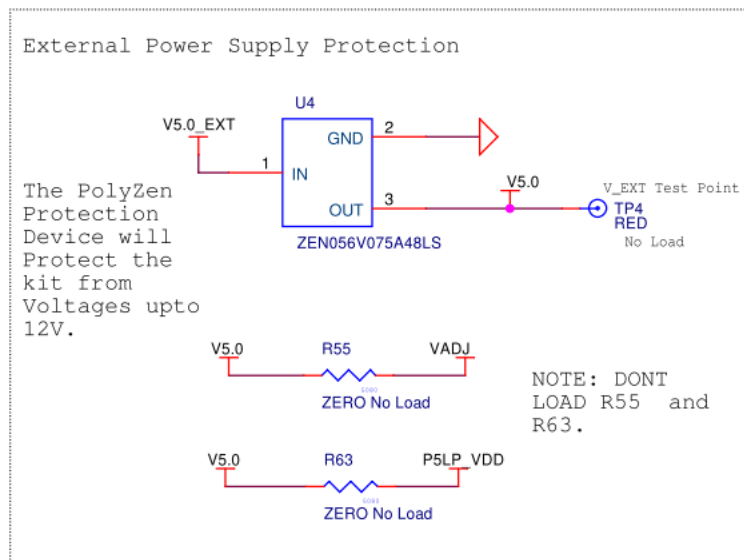 External Power Supply Protection
U4
V5.0_EXT
1
IN
GND
2
OUT
3
ZEN056V075A48LS
V5.0
V_EXT Test Point
TP4
RED
No Load
The PolyZen
Protection
Device will
Protect the
kit from
Voltages upto
12V.
V5.0
R55
VADJ
ZERO No Load
NOTE: DONT
LOAD R55 and
R63.
V5.0
R63
P5LP_VDD
ZERO No Load